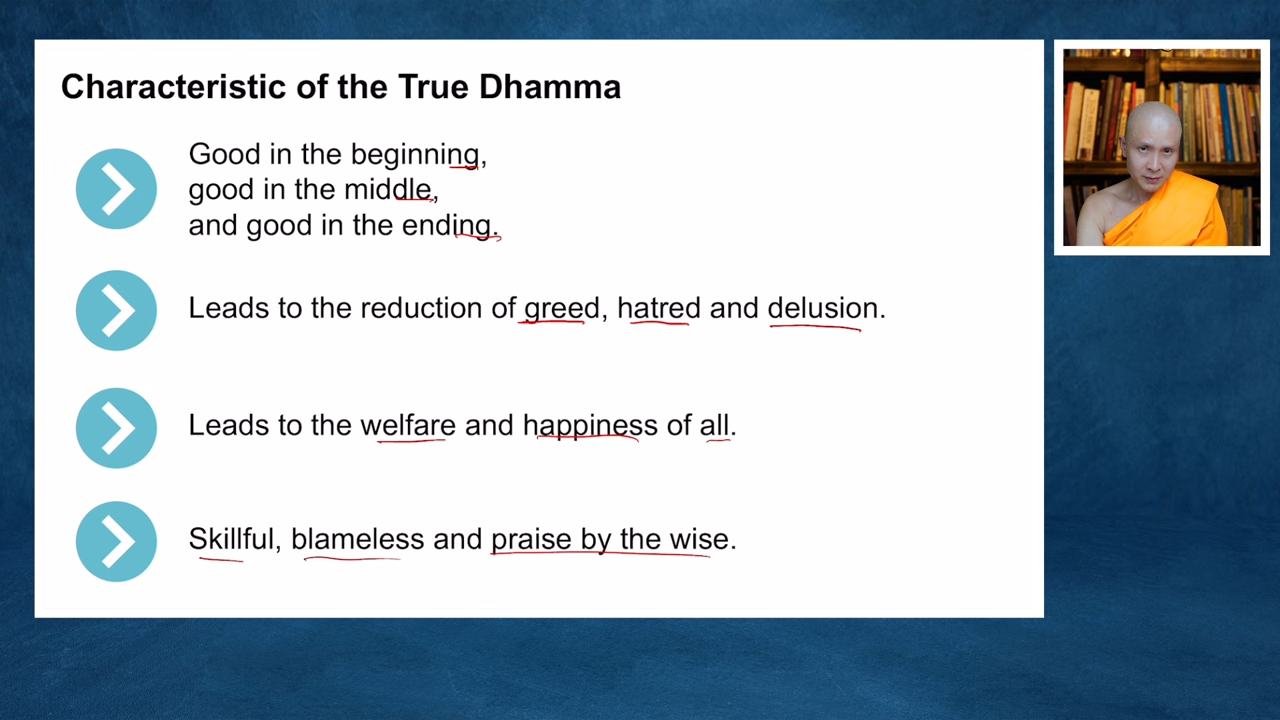 Characteristic of the True Dhamma
Good in the beginning,
good in the middle,
and good in the ending.
Leads to the reduction of greed, hatred and delusion.
Leads to the welfare and happiness of all.
Skillful, blameless and praise by the wise.